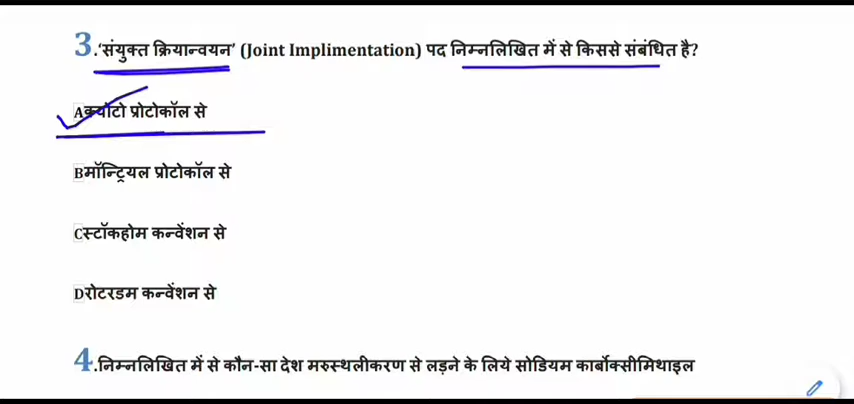 3.‘संयुक्त क्रियान्वयन’ (Joint Implimentation) पद निम्नलिखित में से किससे संबंधित है?
Aक्योटो प्रोटोकॉल से
Bमॉन्ट्रियल प्रोटोकॉल से
Cस्टॉकहोम कन्वेंशन से
Dरोटरडम कन्वेंशन से
4.निम्नलिखित में से कौन-सा देश मरुस्थलीकरण से लड़ने के लिये सोडियम कार्बोक्सीमिथाइल